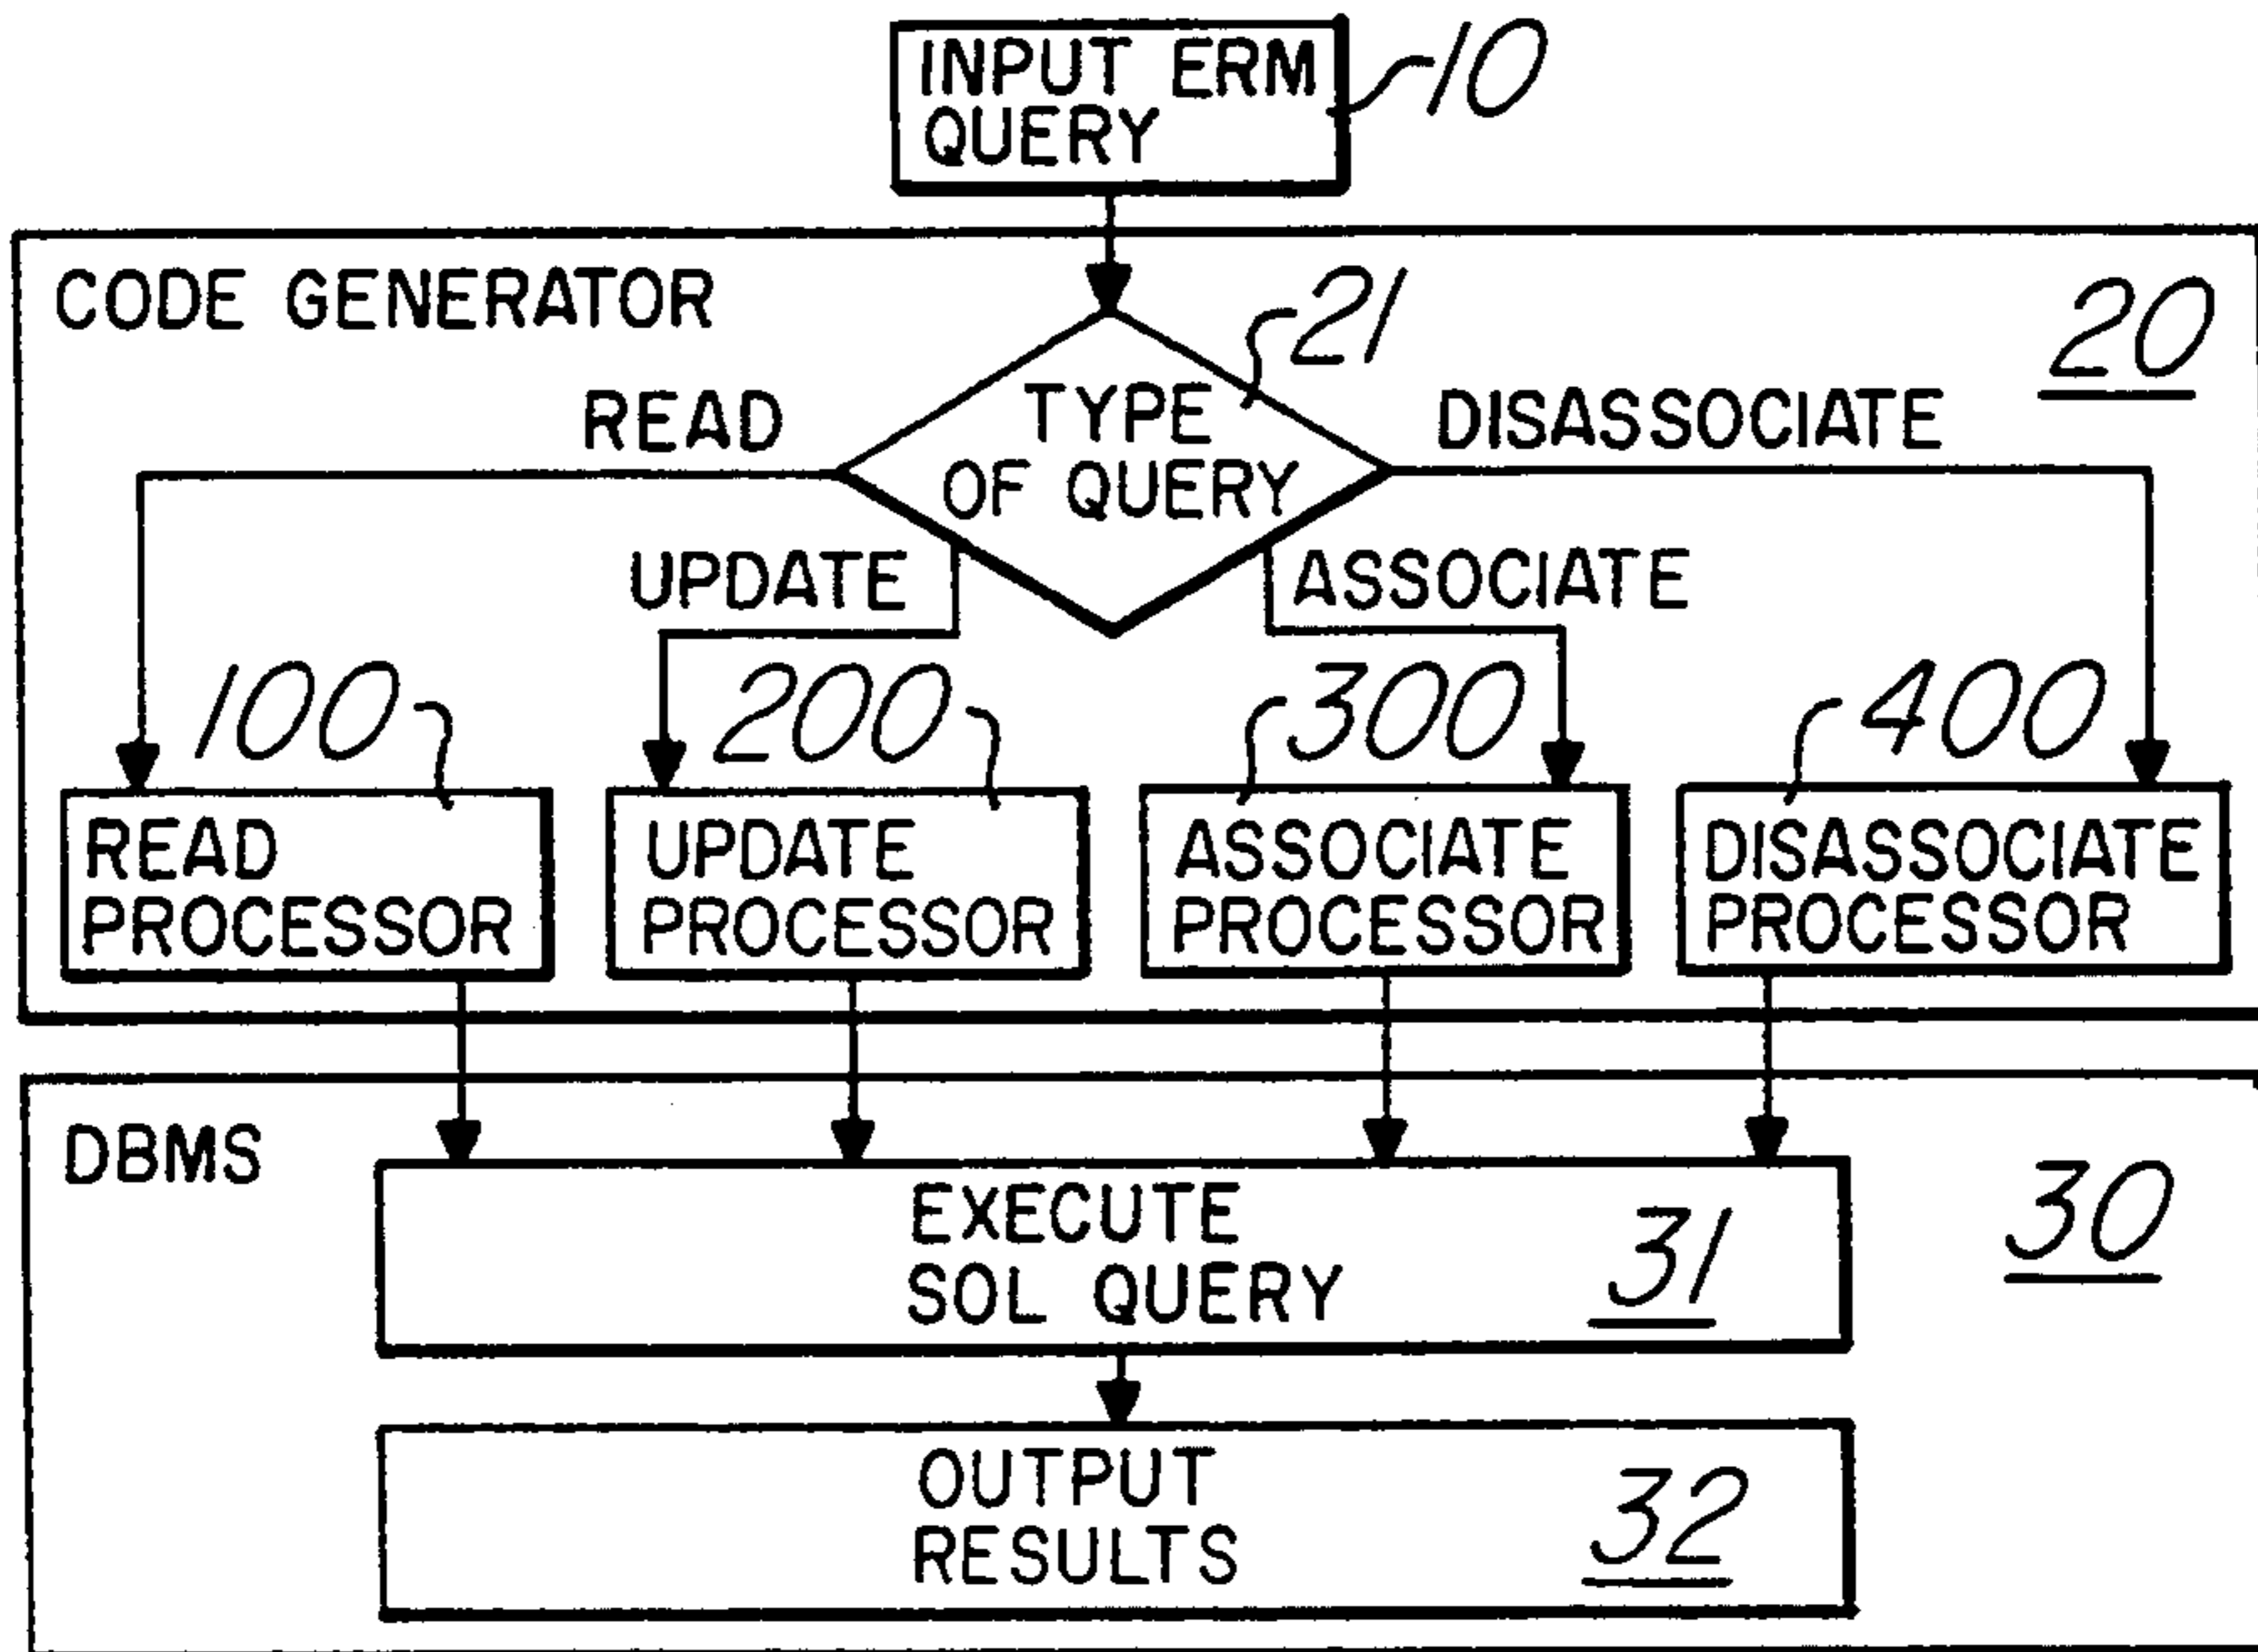 INPUT ERM
QUERY
10
CODE GENERATOR
20
21
TYPE
OF QUERY
READ
DISASSOCIATE
UPDATE
ASSOCIATE
100
200
300
400
READ
PROCESSOR
UPDATE
PROCESSOR
ASSOCIATE
PROCESSOR
DISASSOCIATE
PROCESSOR
DBMS
30
EXECUTE
SOL QUERY
31
OUTPUT
RESULTS
32